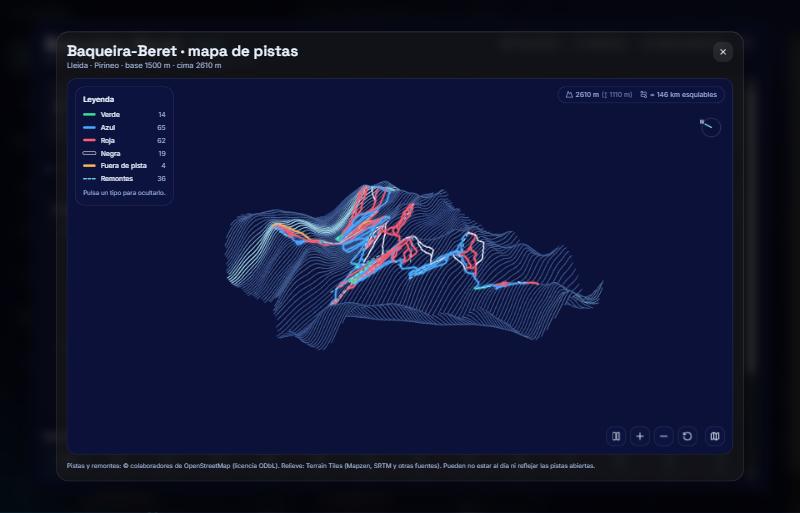 Baqueira-Beret · mapa de pistas
Lleida · Pirineo · base 1500 m · cima 2610 m
Leyenda
Verde 14
Azul 65
Roja 62
Negra 19
Fuera de pista 4
Remontes 36
Pulsa un tipo para ocultarlo.
2610 m (↕ 1110 m) ≈ 146 km esquiables
N
Pistas y remontes: © colaboradores de OpenStreetMap (licencia ODbL). Relieve: Terrain Tiles (Mapzen, SRTM y otras fuentes). Pueden no estar al día ni reflejar las pistas abiertas.